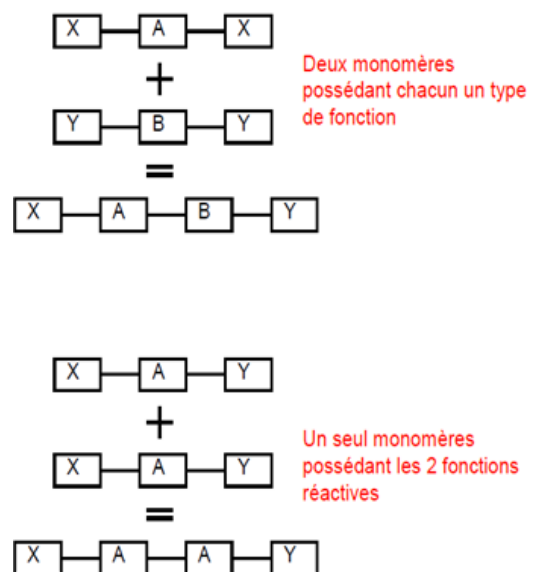 X A X
+
Deux monomères
possédant chacun un type
de fonction
Y B Y
=
X A B Y
X A Y
+
Un seul monomères
possédant les 2 fonctions
réactives
X A Y
=
X A A Y